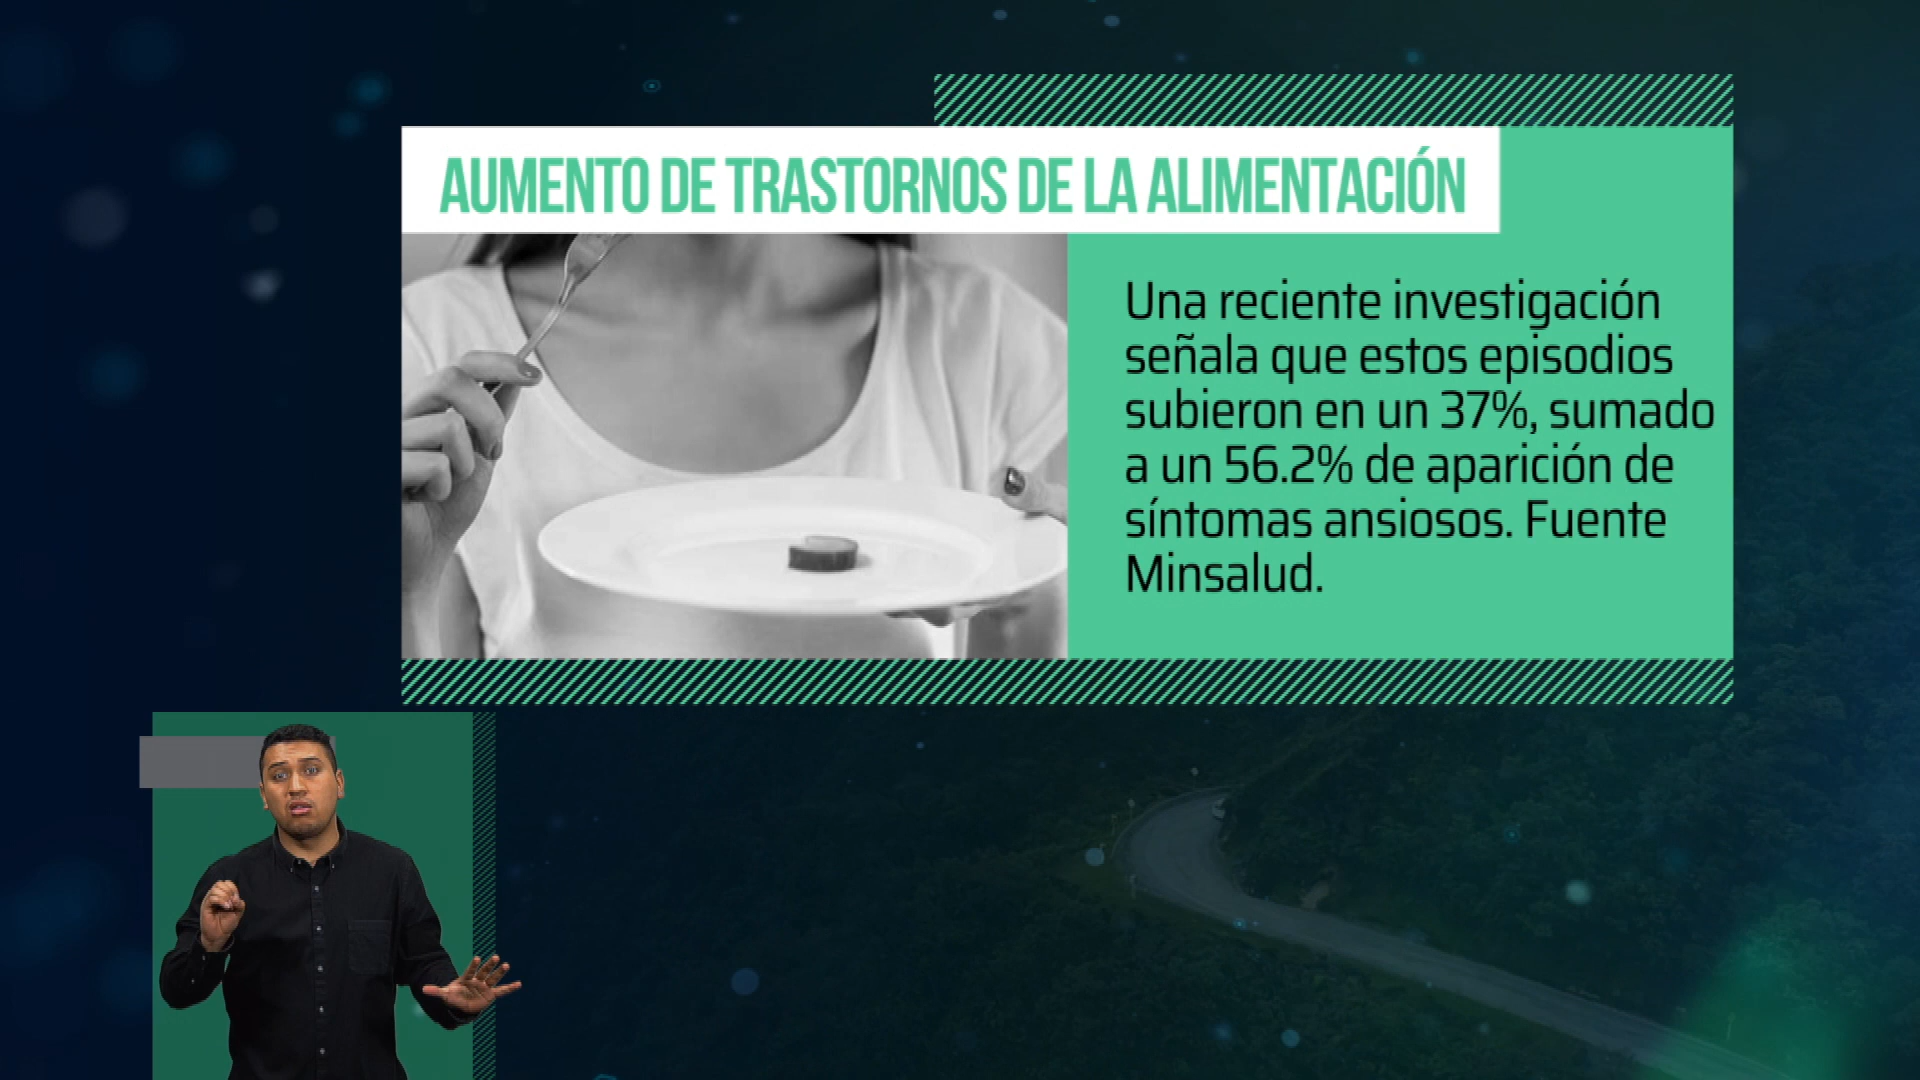 AUMENTO DE TRASTORNOS DE LA ALIMENTACIÓN
Una reciente investigación
señala que estos episodios
subieron en un 37%, sumado
a un 56.2% de aparición de
síntomas ansiosos. Fuente
Minsalud.